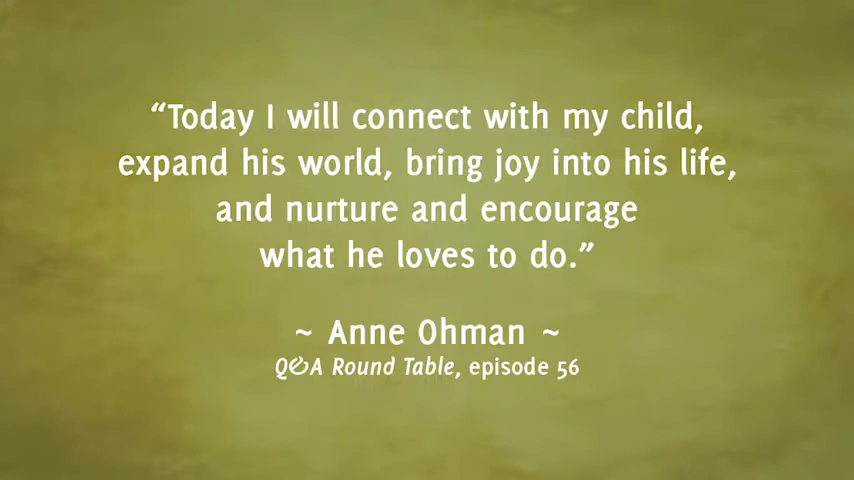 “Today I will connect with my child,
expand his world, bring joy into his life,
and nurture and encourage
what he loves to do.”
~ Anne Ohman ~
Q&A Round Table, episode 56